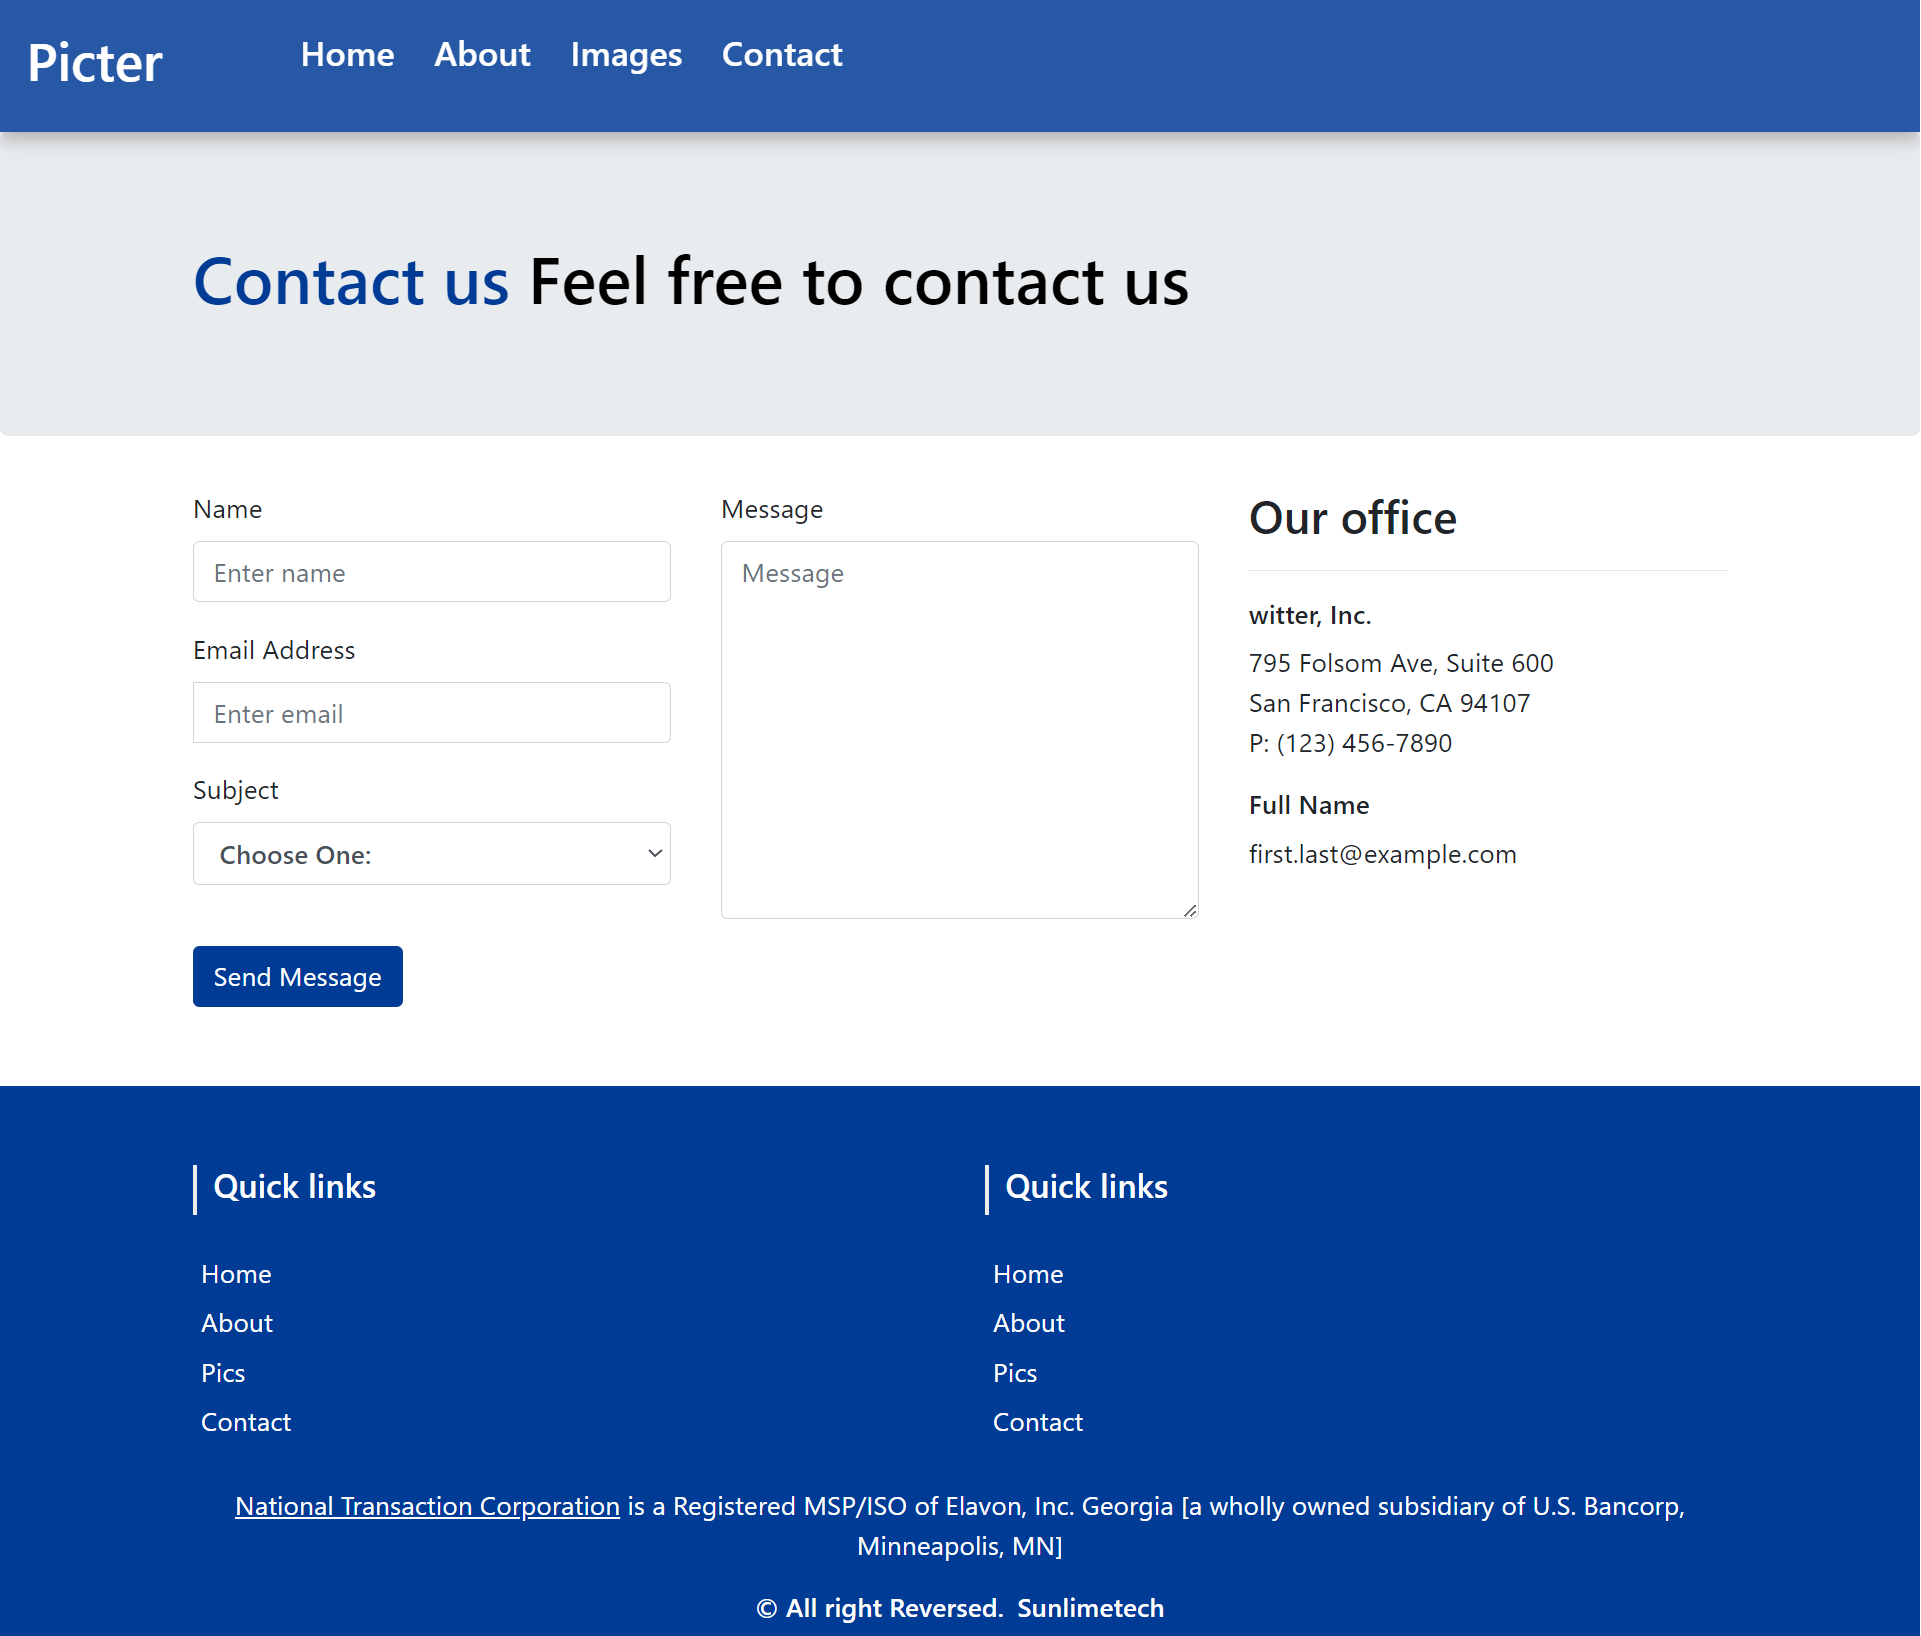 Picter
Home About Images Contact
Contact us Feel free to contact us
Name
Enter name
Email Address
Enter email
Subject
Choose One:
Send Message
Message
Message
Our office
witter, Inc.
795 Folsom Ave, Suite 600
San Francisco, CA 94107
P: (123) 456-7890
Full Name
first.last@example.com
Quick links
Home
About
Pics
Contact
Quick links
Home
About
Pics
Contact
National Transaction Corporation is a Registered MSP/ISO of Elavon, Inc. Georgia [a wholly owned subsidiary of U.S. Bancorp,
Minneapolis, MN]
© All right Reversed. Sunlimetech